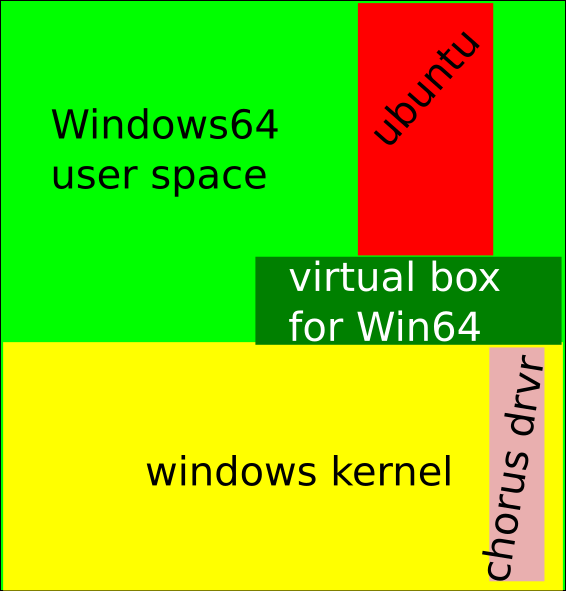 ubuntu
Windows64
user space
virtual box
for Win64
chorus drvr
windows kernel